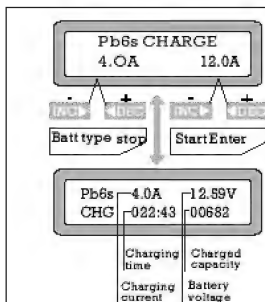 Pb6s CHARGE
4.OA 12.0A
- + - +
INC DEC INC DEC
Batt type stop Start Enter
Pb6s 4.0A 12.59V
CHG 022:43 00682
Charging time Charged capacity
Charging current Battery voltage